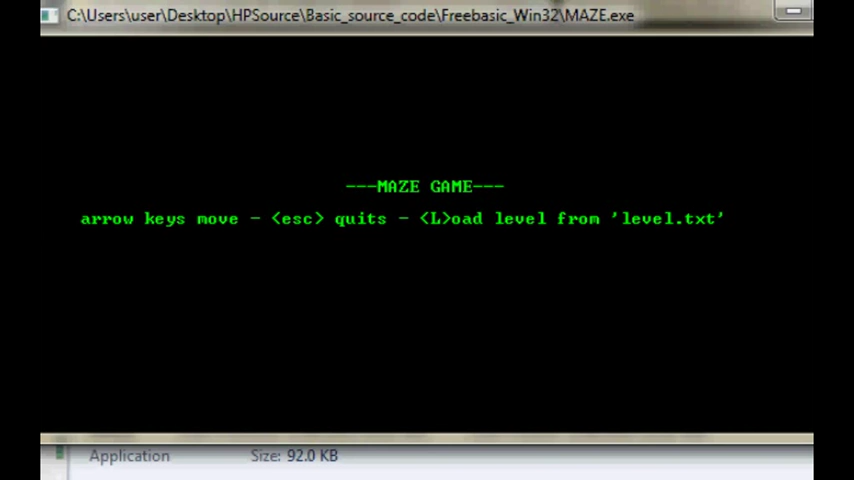 C:\Users\user\Desktop\HPSource\Basic_source_code\Freebasic_Win32\MAZE.exe
---MAZE GAME---
arrow keys move - <esc> quits - <L>oad level from 'level.txt'
Application Size: 92.0 KB